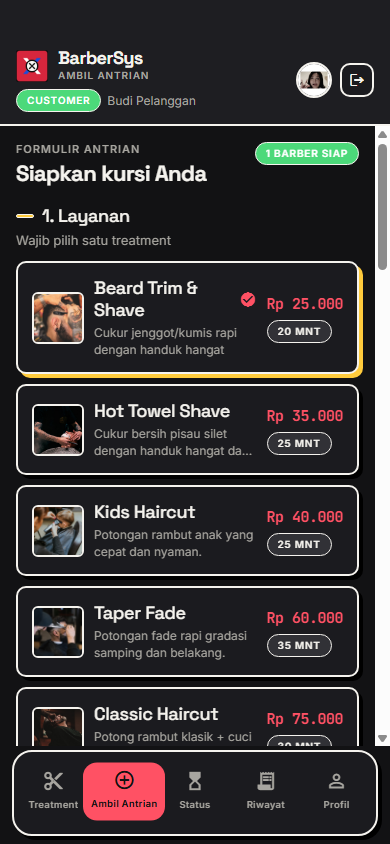 BarberSys
AMBIL ANTRIAN
CUSTOMER
Budi Pelanggan
FORMULIR ANTRIAN
Siapkan kursi Anda
1 BARBER SIAP
1. Layanan
Wajib pilih satu treatment
Beard Trim &
Shave
Cukur jenggot/kumis rapi
dengan handuk hangat
Rp 25.000
20 MNT
Hot Towel Shave
Cukur bersih pisau silet
dengan handuk hangat da...
Rp 35.000
25 MNT
Kids Haircut
Potongan rambut anak yang
cepat dan nyaman.
Rp 40.000
25 MNT
Taper Fade
Potongan fade rapi gradasi
samping dan belakang.
Rp 60.000
35 MNT
Classic Haircut
Potong rambut klasik + cuci
Rp 75.000
30 MNT
Treatment
Ambil Antrian
Status
Riwayat
Profil